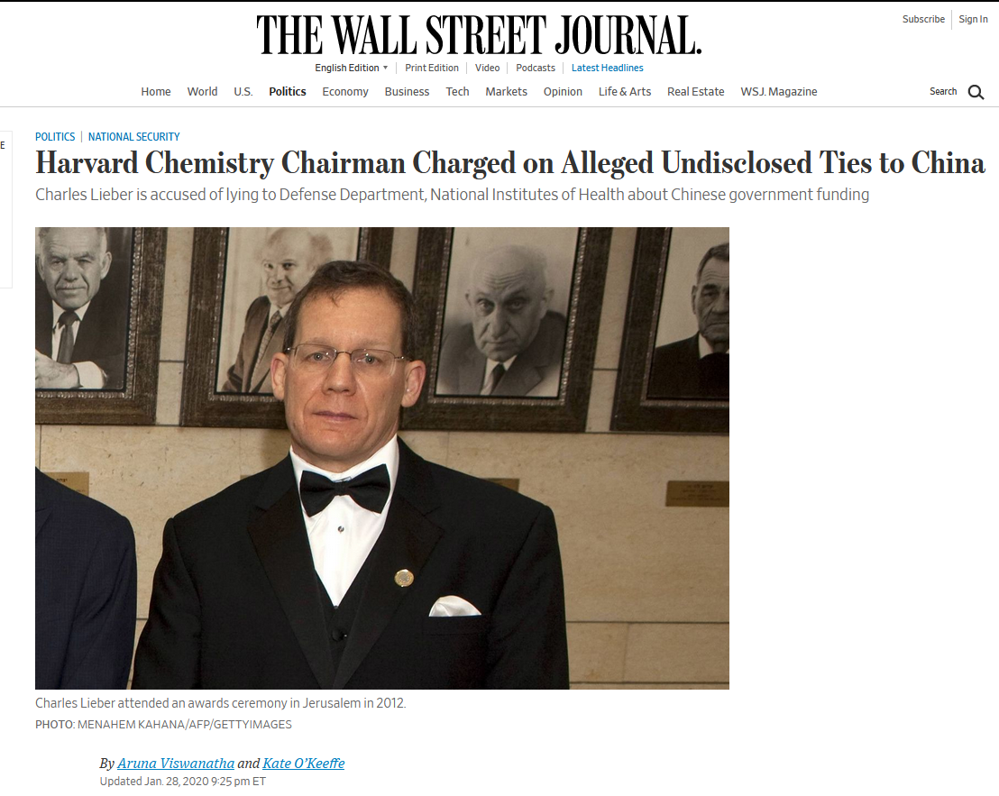 THE WALL STREET JOURNAL.
Subscribe
Sign In
English Edition
Print Edition
Video
Podcasts
Latest Headlines
Home
World
U.S.
Politics
Economy
Business
Tech
Markets
Opinion
Life & Arts
Real Estate
WSJ. Magazine
Search
E
POLITICS | NATIONAL SECURITY
Harvard Chemistry Chairman Charged on Alleged Undisclosed Ties to China
Charles Lieber is accused of lying to Defense Department, National Institutes of Health about Chinese government funding
Charles Lieber attended an awards ceremony in Jerusalem in 2012.
PHOTO: MENAHEM KAHANA/AFP/GETTYIMAGES
By Aruna Viswanatha and Kate O'Keeffe
Updated Jan. 28, 2020 9:25 pm ET